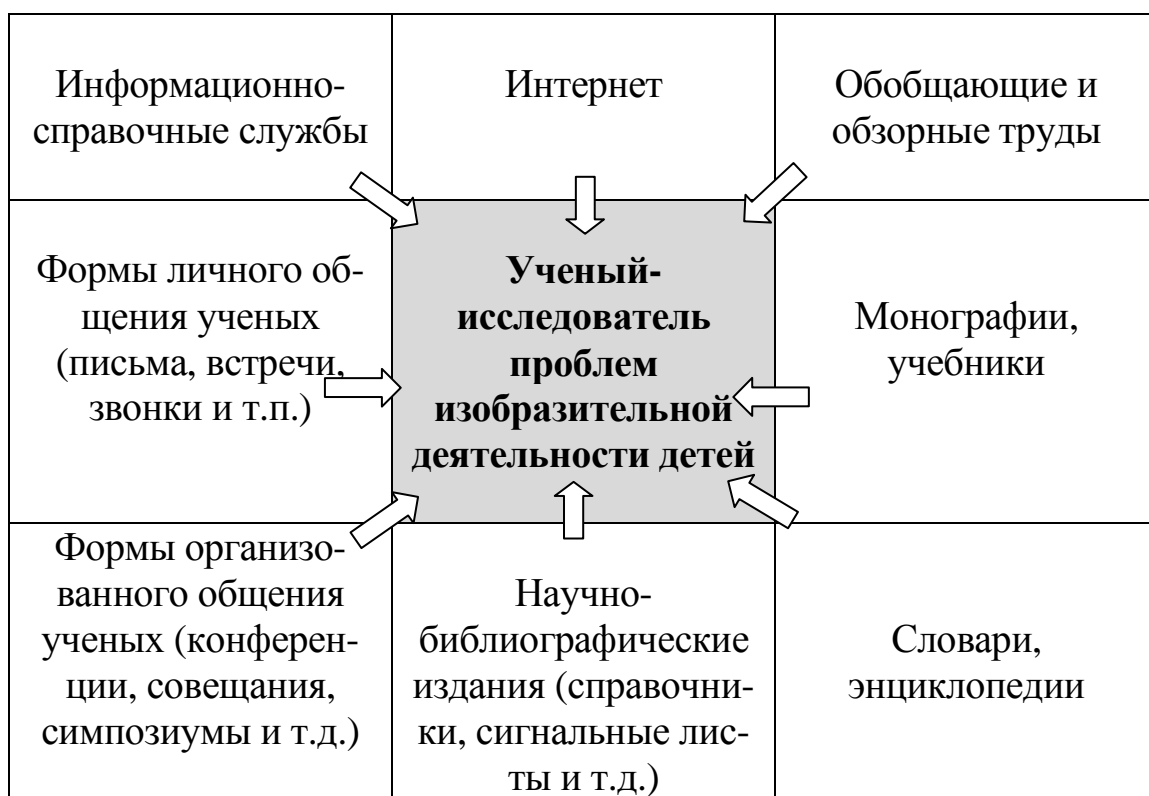 Информационно-
справочные службы
Интернет
Обобщающие и
обзорные труды
Формы личного об-
щения ученых
(письма, встречи,
звонки и т.п.)
Ученый-
исследователь
проблем
изобразительной
деятельности детей
Монографии,
учебники
Формы организо-
ванного общения
ученых (конферен-
ции, совещания,
симпозиумы и т.д.)
Научно-
библиографические
издания (справочни-
ки, сигнальные лис-
ты и т.д.)
Словари,
энциклопедии